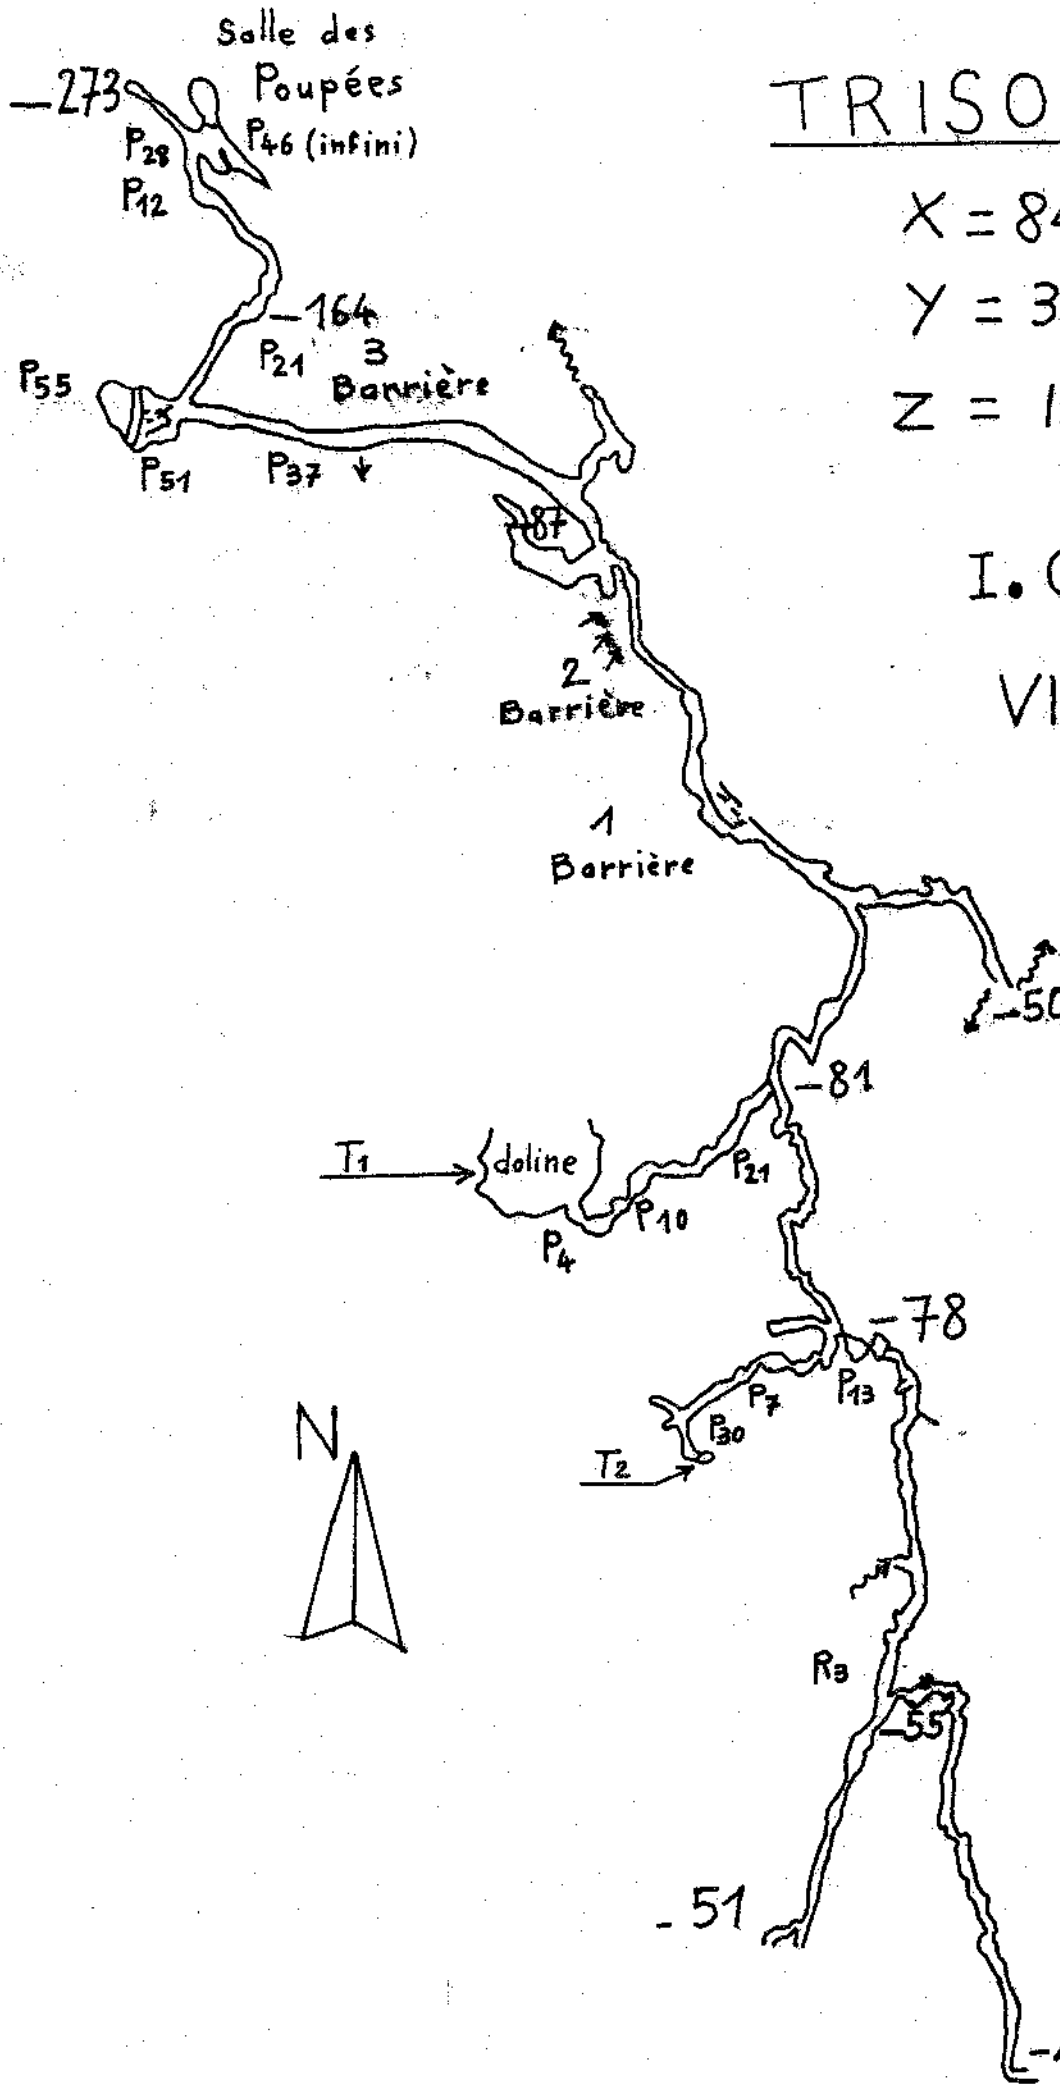 Salle des
Poupées
-273
P28
P46 (infini)
P12
TRISO
X = 84
Y = 3
Z = 1
-164
P21
3
Barrière
P55
P51
P37
-87
I. C
2
Barrière
VI
1
Barrière
-50
-81
T1
doline
P21
P10
P4
-78
P13
P7
P30
T2
N
R3
-55
-51